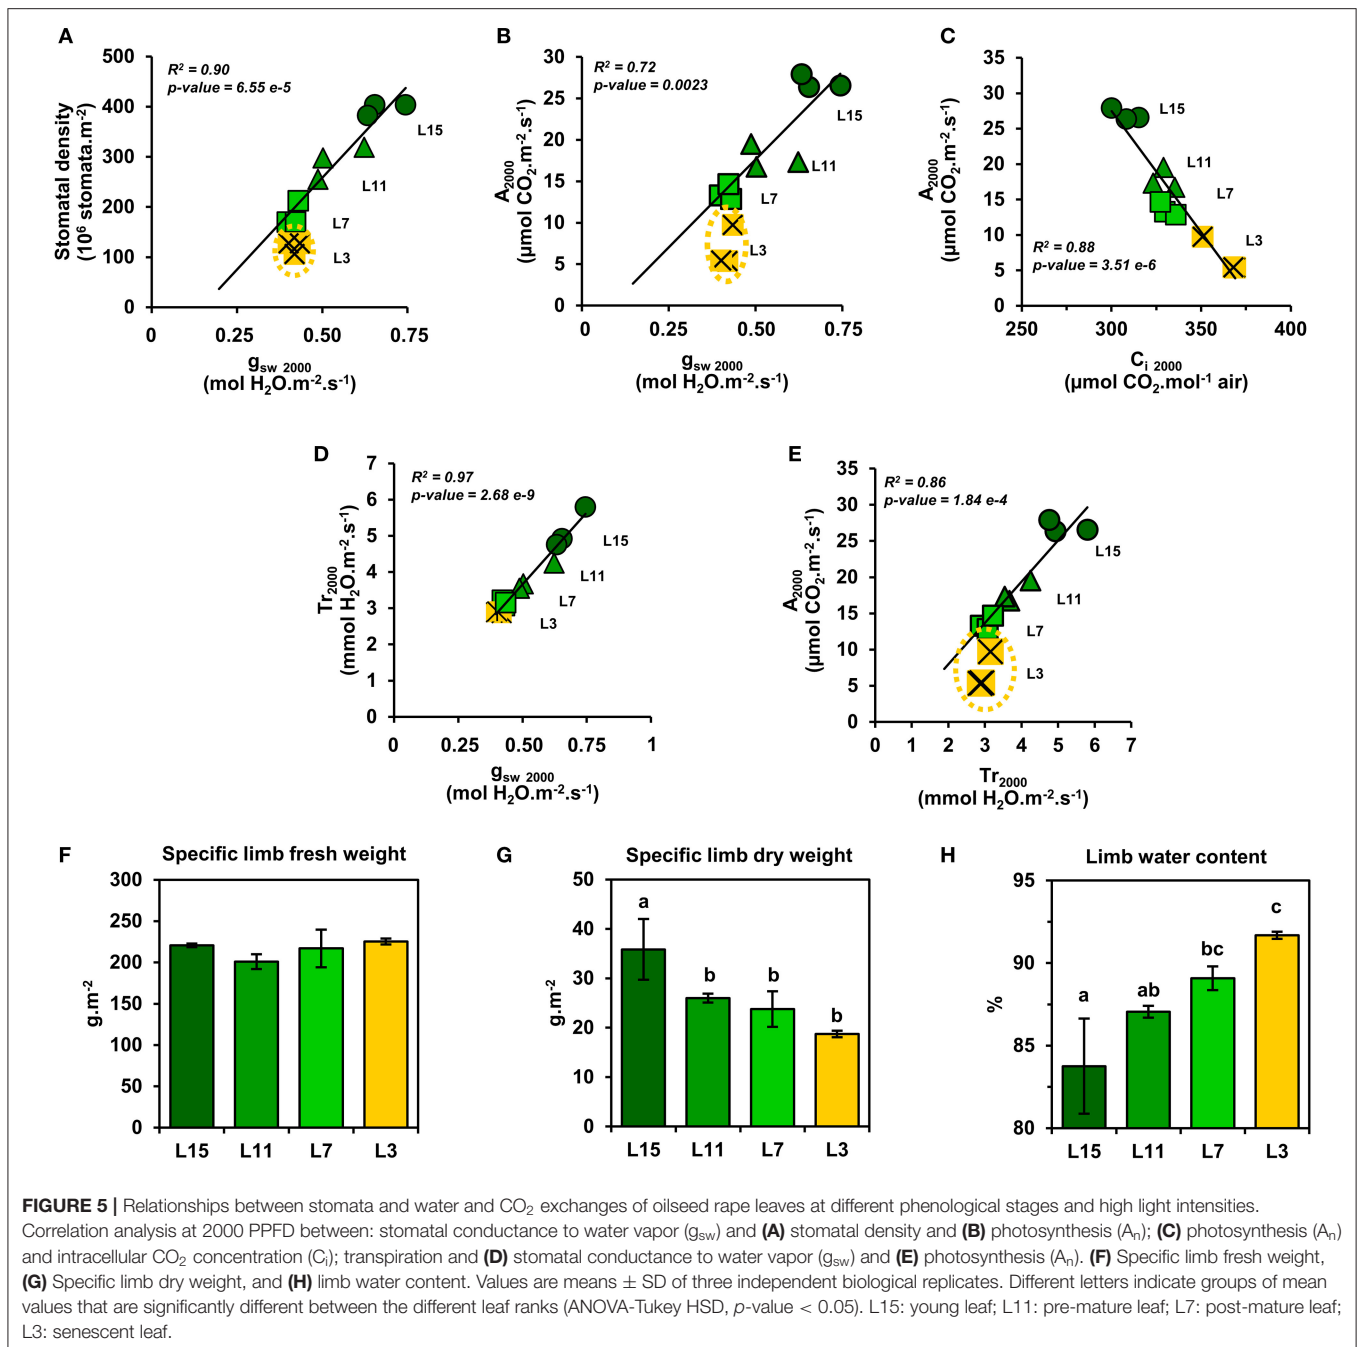 A
500
400
300
200
100
0
Stomatal density
(10⁶ stomata.m⁻²)
R² = 0.90
p-value = 6.55 e-5
L15
L11
L7
L3
0 0.25 0.50 0.75
g_sw 2000
(mol H₂O.m⁻².s⁻¹)
B
30
25
20
15
10
5
0
A₂₀₀₀
(µmol CO₂.m⁻².s⁻¹)
R² = 0.72
p-value = 0.0023
L15
L11
L7
L3
0 0.25 0.50 0.75
g_sw 2000
(mol H₂O.m⁻².s⁻¹)
C
35
30
25
20
15
10
5
0
A₂₀₀₀
(µmol CO₂.m⁻².s⁻¹)
L15
L11
L7
L3
R² = 0.88
p-value = 3.51 e-6
250 300 350 400
C_i 2000
(µmol CO₂.mol⁻¹ air)
D
7
6
5
4
3
2
1
0
Tr₂₀₀₀
(mmol H₂O.m⁻².s⁻¹)
R² = 0.97
p-value = 2.68 e-9
L15
L11
L7
L3
0 0.25 0.50 0.75 1
g_sw 2000
(mol H₂O.m⁻².s⁻¹)
E
35
30
25
20
15
10
5
0
A₂₀₀₀
(µmol CO₂.m⁻².s⁻¹)
R² = 0.86
p-value = 1.84 e-4
L15
L11
L7
L3
0 1 2 3 4 5 6 7
Tr₂₀₀₀
(mmol H₂O.m⁻².s⁻¹)
F
Specific limb fresh weight
300
250
200
150
100
50
0
g.m⁻²
L15 L11 L7 L3
G
Specific limb dry weight
50
40
30
20
10
0
g.m⁻²
a
b
b
b
L15 L11 L7 L3
H
Limb water content
95
90
85
80
%
a
ab
bc
c
L15 L11 L7 L3
FIGURE 5 | Relationships between stomata and water and CO₂ exchanges of oilseed rape leaves at different phenological stages and high light intensities.
Correlation analysis at 2000 PPFD between: stomatal conductance to water vapor (g_sw) and (A) stomatal density and (B) photosynthesis (A_n); (C) photosynthesis (A_n)
and intracellular CO₂ concentration (C_i); transpiration and (D) stomatal conductance to water vapor (g_sw) and (E) photosynthesis (A_n). (F) Specific limb fresh weight,
(G) Specific limb dry weight, and (H) limb water content. Values are means ± SD of three independent biological replicates. Different letters indicate groups of mean
values that are significantly different between the different leaf ranks (ANOVA-Tukey HSD, p-value < 0.05). L15: young leaf; L11: pre-mature leaf; L7: post-mature leaf;
L3: senescent leaf.